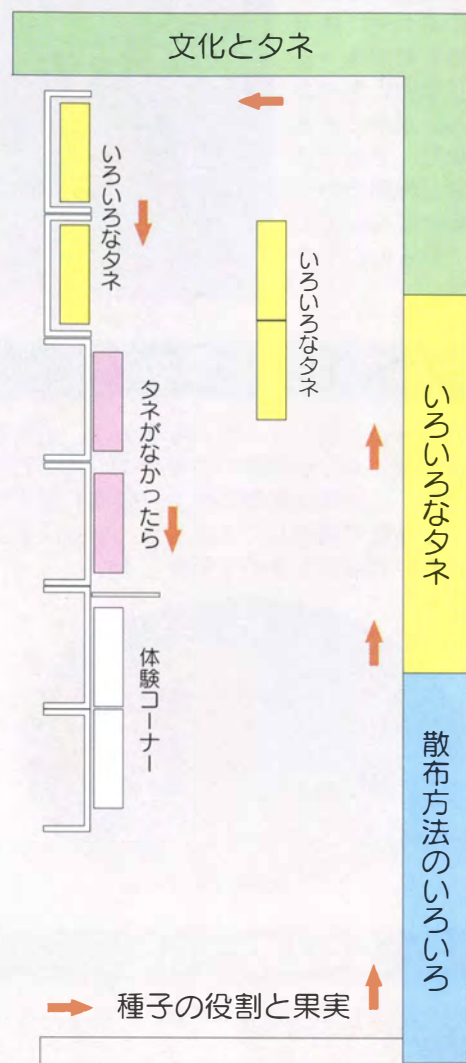 文化とタネ
いろいろなタネ
いろいろなタネ
いろいろなタネ
タネがなかったら
体験コーナー
散布方法のいろいろ
種子の役割と果実